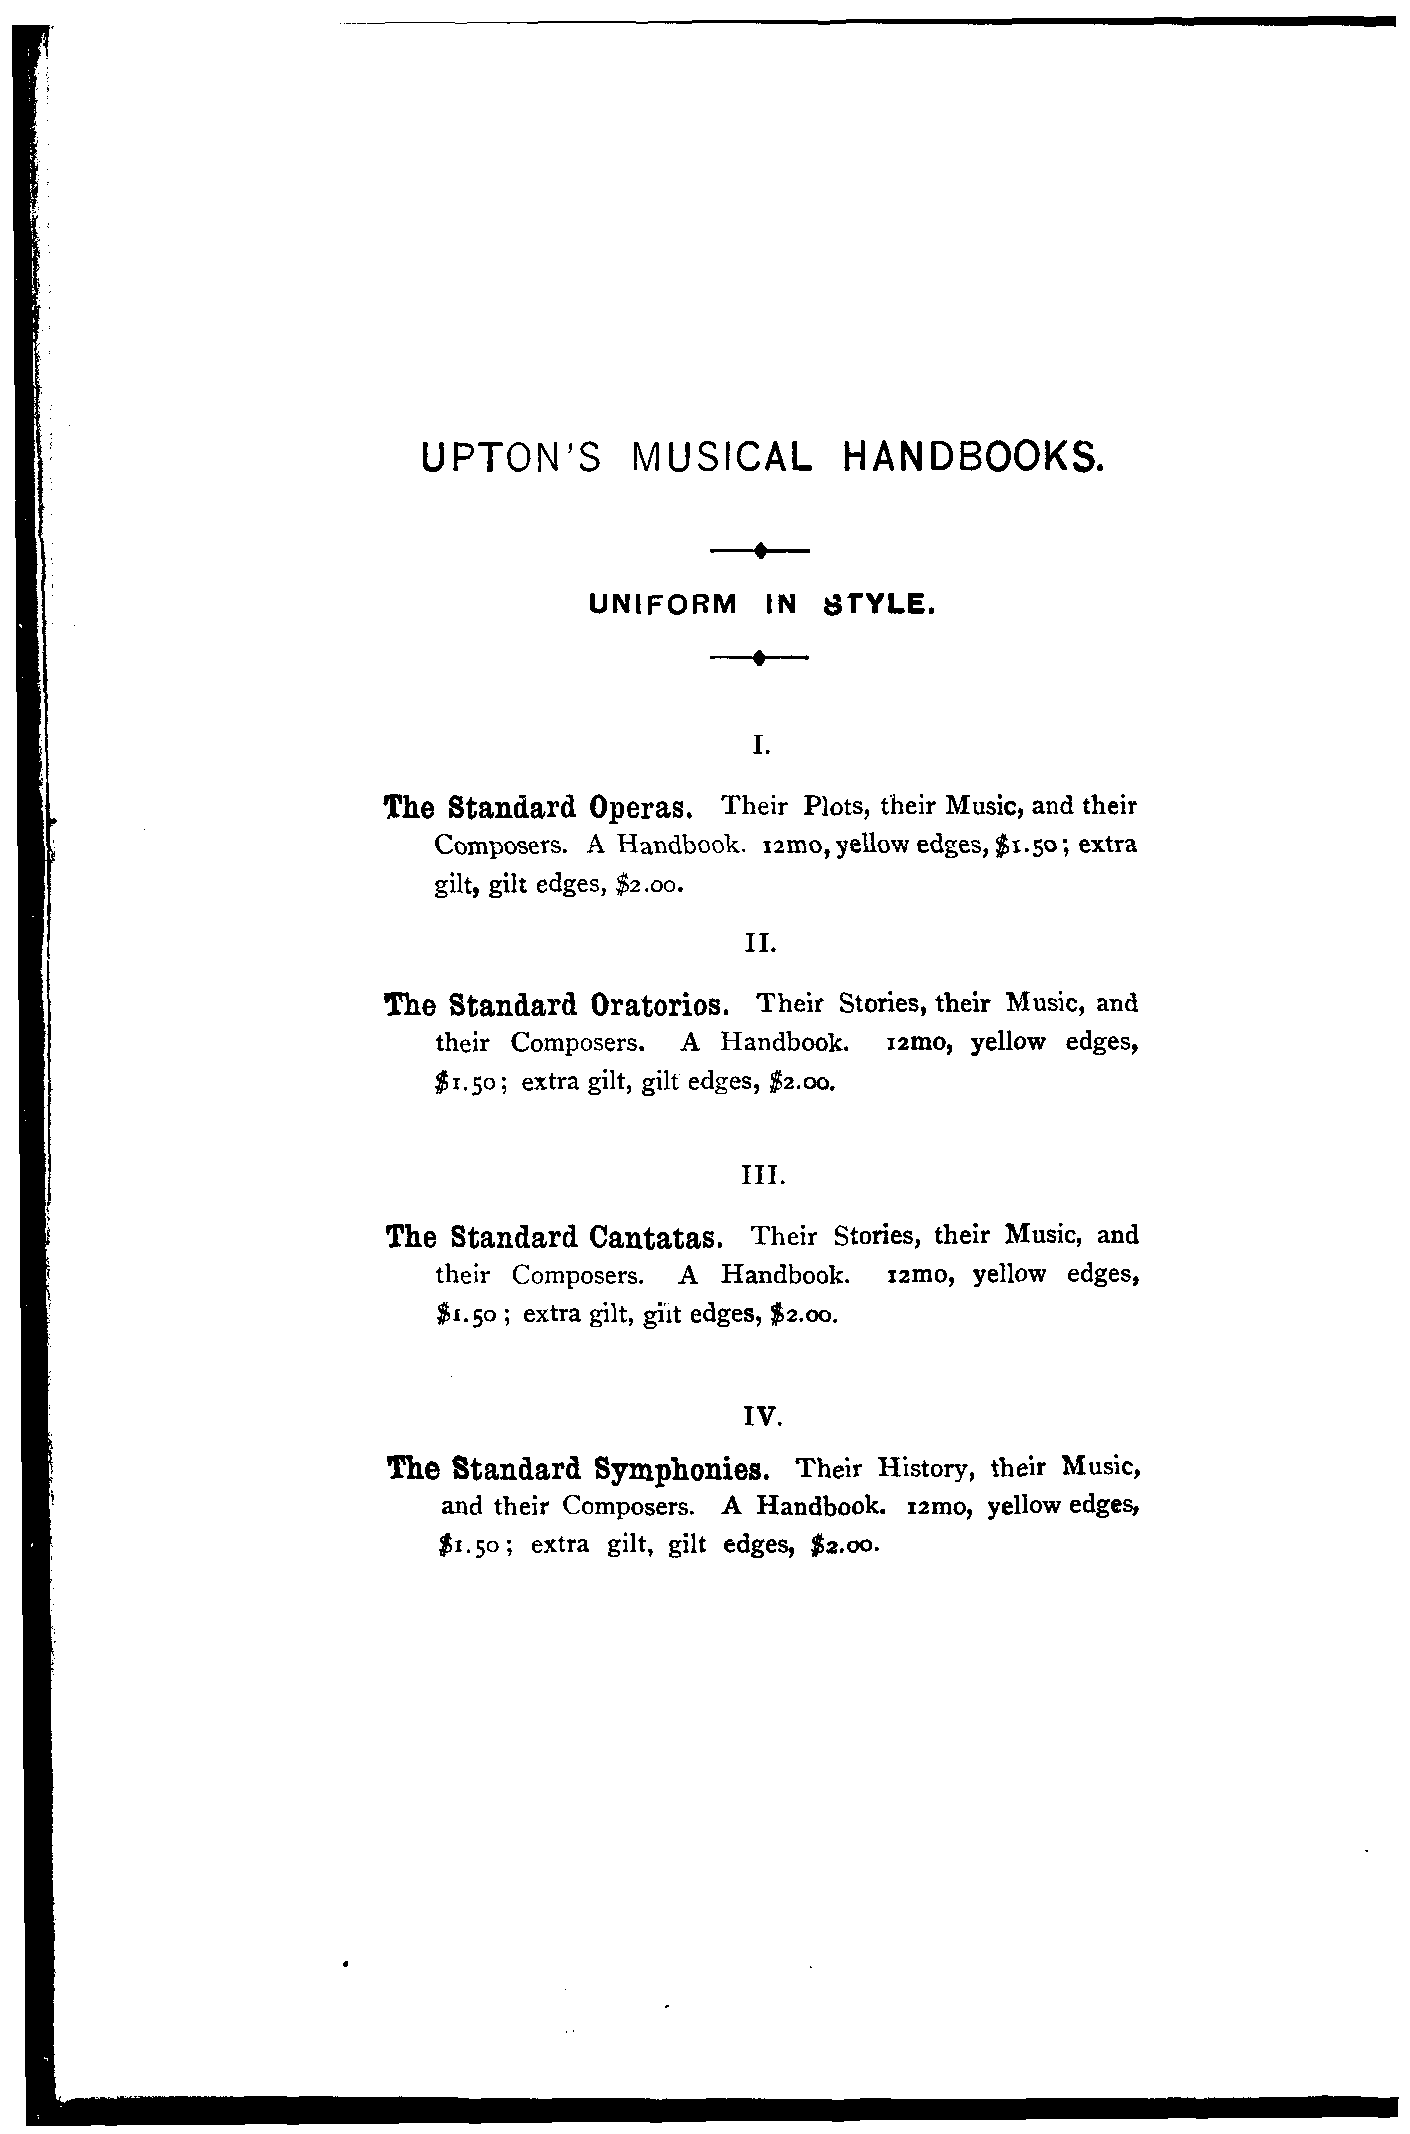 UPTON'S MUSICAL HANDBOOKS.
UNIFORM IN STYLE.
I.
The Standard Operas. Their Plots, their Music, and their
Composers. A Handbook. 12mo, yellow edges, $1.50; extra
gilt, gilt edges, $2.00.
II.
The Standard Oratorios. Their Stories, their Music, and
their Composers. A Handbook. 12mo, yellow edges,
$1.50; extra gilt, gilt edges, $2.00.
III.
The Standard Cantatas. Their Stories, their Music, and
their Composers. A Handbook. 12mo, yellow edges,
$1.50; extra gilt, gilt edges, $2.00.
IV.
The Standard Symphonies. Their History, their Music,
and their Composers. A Handbook. 12mo, yellow edges,
$1.50; extra gilt, gilt edges, $2.00.